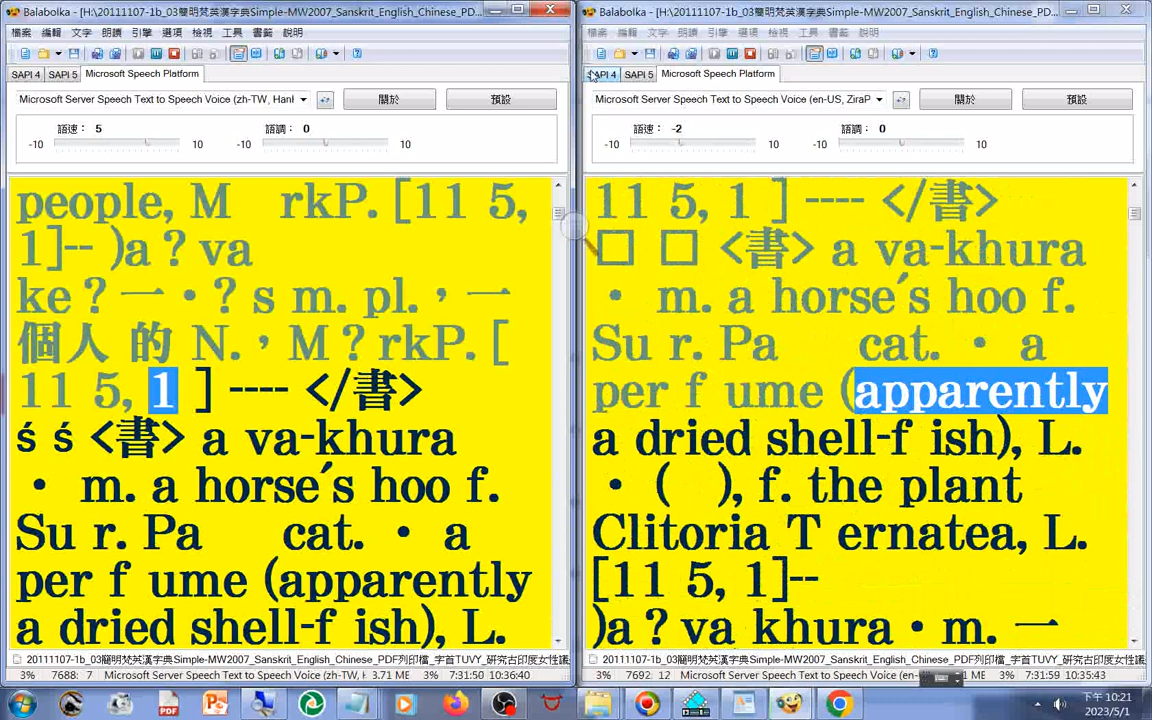 Balabolka - [H:\20111107-1b_03簡明梵英漢字典Simple-MW2007_Sanskrit_English_Chinese_PD...
檔案 編輯 文字 朗讀 引擎 選項 檢視 工具 書籤 說明
SAPI 4 SAPI 5 Microsoft Speech Platform
Microsoft Server Speech Text to Speech Voice (zh-TW, HanH
關於 預設
語速： 5 語調： 0
-10 10 -10 10
people, M rkP. [11 5,
1]-- )a？va
ke？一•？s m. pl.，一
個人 的 N.，M？rkP. [
11 5, 1 ] ---- </書>
ś ś <書> a va-khura
• m. a horse's hoo f.
Su r. Pa cat. • a
per f ume (apparently
a dried shell-f ish), L.
20111107-1b_03簡明梵英漢字典Simple-MW2007_Sanskrit_English_Chinese_PDF列印檔_字首TUVY_研究古印度女性議
3% 7688: 7 Microsoft Server Speech Text to Speech Voice (zh-TW, H 3.71 ME 3% 7:31:50 10:36:40
Balabolka - [H:\20111107-1b_03簡明梵英漢字典Simple-MW2007_Sanskrit_English_Chinese_PD...
檔案 編輯 文字 朗讀 引擎 選項 檢視 工具 書籤 說明
SAPI 4 SAPI 5 Microsoft Speech Platform
Microsoft Server Speech Text to Speech Voice (en-US, ZiraP
關於 預設
語速： -2 語調： 0
-10 10 -10 10
11 5, 1 ] ---- </書>
□ □ <書> a va-khura
• m. a horse's hoo f.
Su r. Pa cat. • a
per f ume (apparently
a dried shell-f ish), L.
• ( ), f. the plant
Clitoria T ernatea, L.
[11 5, 1]--
)a？va khura•m. 一
20111107-1b_03簡明梵英漢字典Simple-MW2007_Sanskrit_English_Chinese_PDF列印檔_字首TUVY_研究古印度女性議
3% 7692: 12 Microsoft Server Speech Text to Speech Voice (en-US, 3% 7:31:59 10:35:43
下午 10:21
2023/5/1